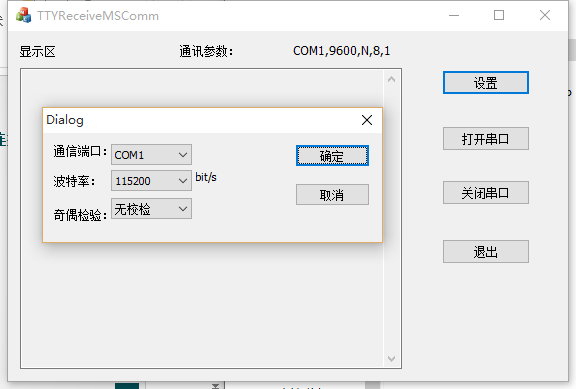 TTYReceiveMSComm
显示区
通讯参数：
COM1,9600,N,8,1
设置
打开串口
关闭串口
退出
Dialog
通信端口：
COM1
确定
波特率：
115200
bit/s
取消
奇偶检验：
无校检